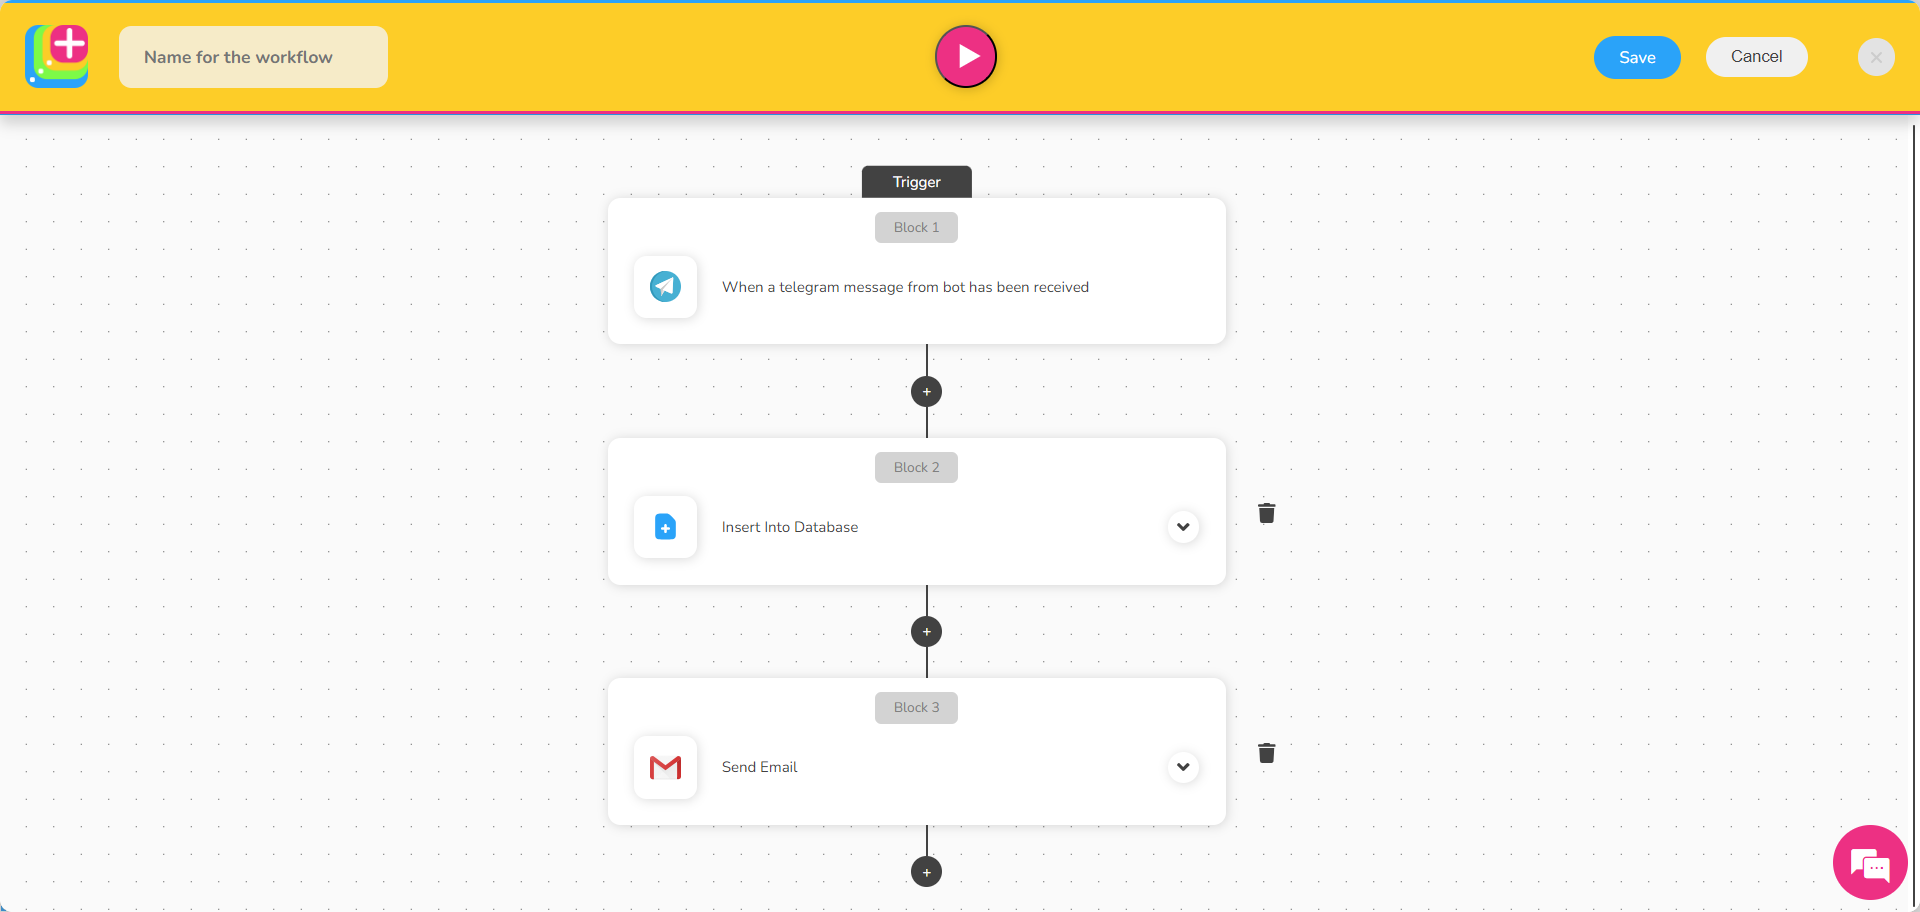 Name for the workflow
Save
Cancel
Trigger
Block 1
When a telegram message from bot has been received
+
Block 2
Insert Into Database
+
Block 3
Send Email
+